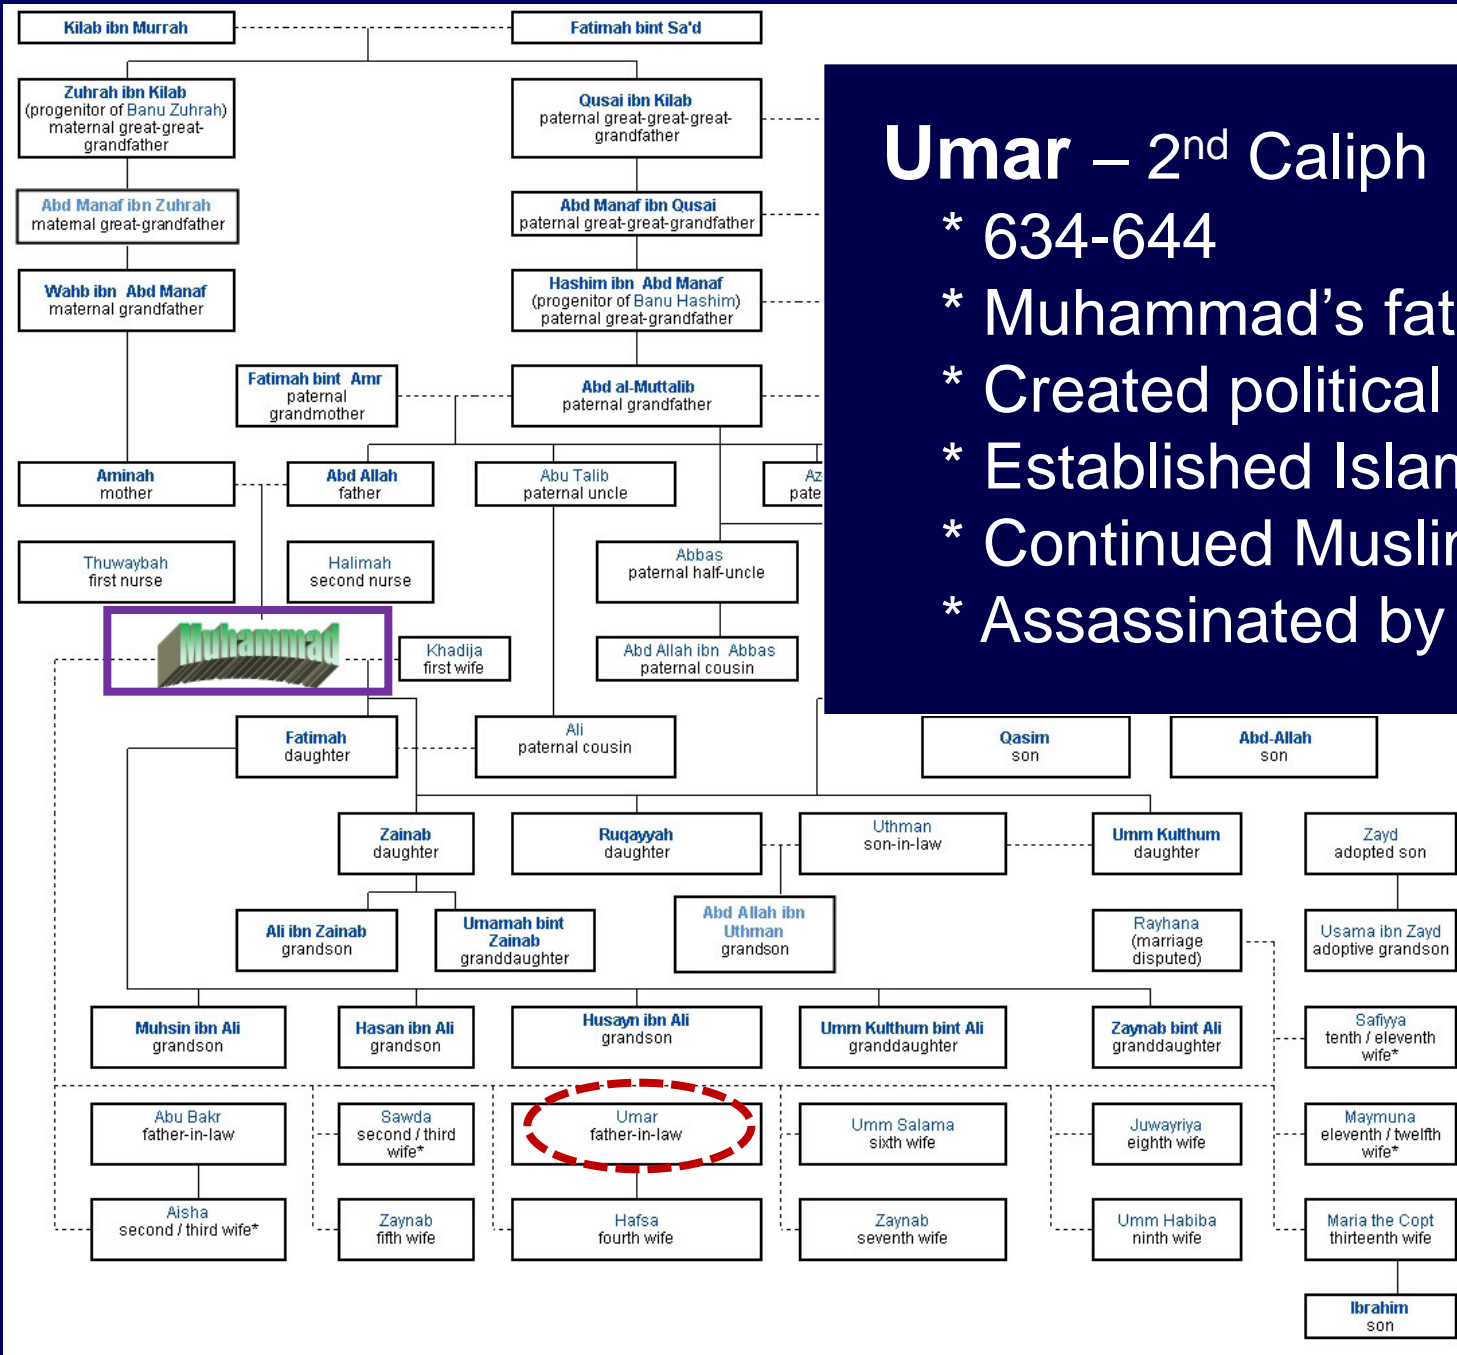 Kilab ibn Murrah
Fatimah bint Sa'd
Zuhrah ibn Kilab
(progenitor of Banu Zuhrah)
maternal great-great-
grandfather
Qusai ibn Kilab
paternal great-great-great-
grandfather
Umar – 2nd Caliph
* 634-644
* Muhammad's
* Created political
* Established
* Continued
* Assassinated by
Abd Manaf ibn Zuhrah
maternal great-grandfather
Abd Manaf ibn Qusai
paternal great-great-grandfather
Wahb ibn Abd Manaf
maternal grandfather
Hashim ibn Abd Manaf
(progenitor of Banu Hashim)
paternal great-grandfather
Fatimah bint Amr
paternal
grandmother
Abd al-Muttalib
paternal grandfather
Aminah
mother
Abd Allah
father
Abu Talib
paternal uncle
Thuwaybah
first nurse
Halimah
second nurse
Abbas
paternal half-uncle
Muhammad
Khadija
first wife
Abd Allah ibn Abbas
paternal cousin
Fatimah
daughter
Ali
paternal cousin
Qasim
son
Abd-Allah
son
Zainab
daughter
Ruqayyah
daughter
Uthman
son-in-law
Umm Kulthum
daughter
Zayd
adopted son
Ali ibn Zainab
grandson
Umamah bint
Zainab
granddaughter
Abd Allah ibn
Uthman
grandson
Rayhana
(marriage
disputed)
Usama ibn Zayd
adoptive grandson
Muhsin ibn Ali
grandson
Hasan ibn Ali
grandson
Husayn ibn Ali
grandson
Umm Kulthum bint Ali
granddaughter
Zaynab bint Ali
granddaughter
Safiyya
tenth / eleventh
wife*
Abu Bakr
father-in-law
Sawda
second / third
wife*
Umar
father-in-law
Umm Salama
sixth wife
Juwayriya
eighth wife
Maymuna
eleventh / twelfth
wife*
Aisha
second / third wife*
Zaynab
fifth wife
Hafsa
fourth wife
Zaynab
seventh wife
Umm Habiba
ninth wife
Maria the Copt
thirteenth wife
Ibrahim
son